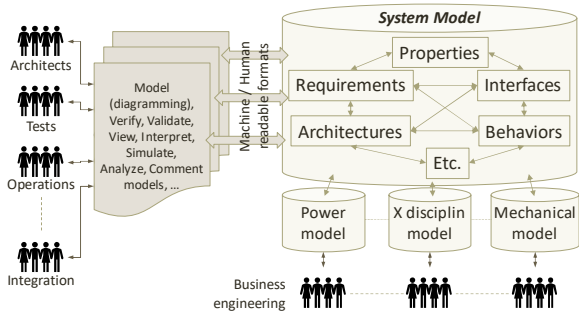 System Model
Properties
Requirements
Interfaces
Architectures
Behaviors
Etc.
Architects
Tests
Operations
Integration
Model
(diagramming),
Verify, Validate,
View, Interpret,
Simulate,
Analyze, Comment
models, ...
Machine / Human
readable formats
Power
model
X disciplin
model
Mechanical
model
Business
engineering